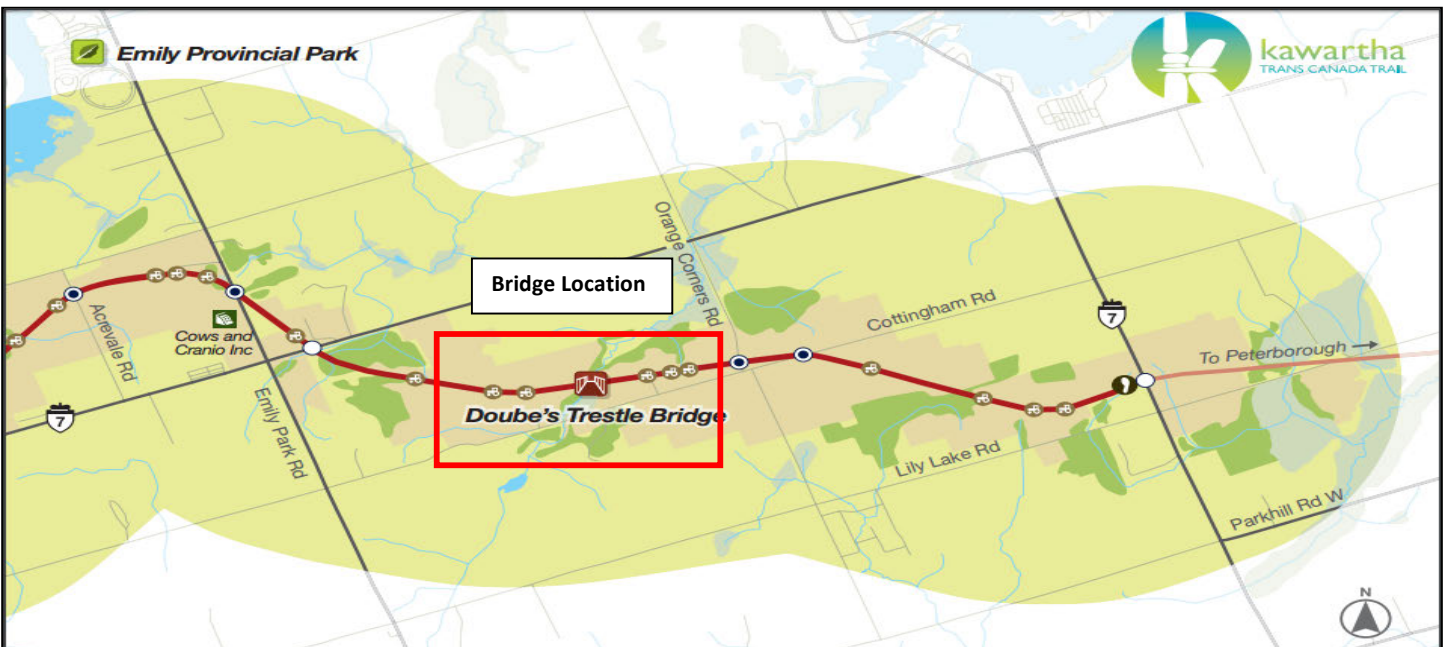 Emily Provincial Park
kawartha
TRANS CANADA TRAIL
Bridge Location
Orange Corners Rd
Cottingham Rd
7
To Peterborough
Acrevale Rd
Cows and
Cranio Inc
Emily Park Rd
7
Doube's Trestle Bridge
Lily Lake Rd
Parkhill Rd W
N